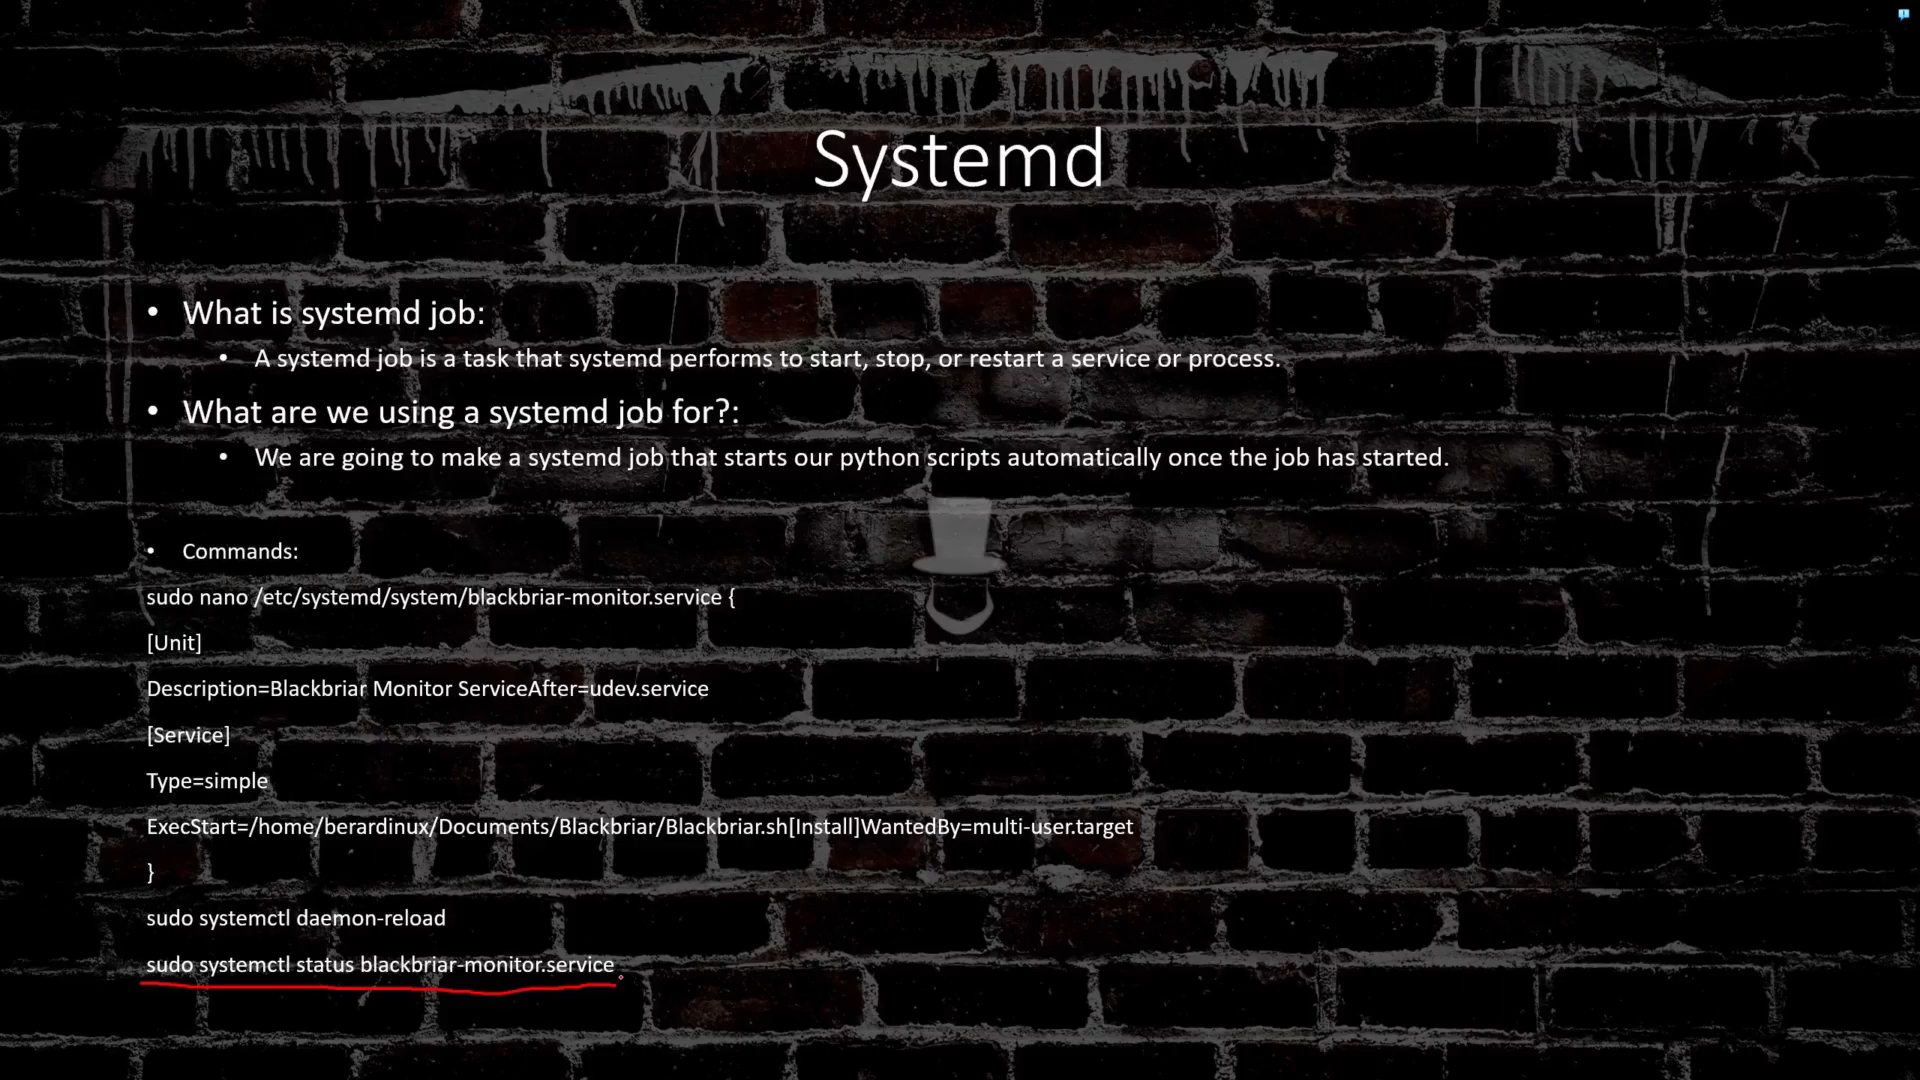 Systemd
• What is systemd job:
• A systemd job is a task that systemd performs to start, stop, or restart a service or process.
• What are we using a systemd job for?:
• We are going to make a systemd job that starts our python scripts automatically once the job has started.
• Commands:
sudo nano /etc/systemd/system/blackbriar-monitor.service {
[Unit]
Description=Blackbriar Monitor ServiceAfter=udev.service
[Service]
Type=simple
ExecStart=/home/berardinux/Documents/Blackbriar/Blackbriar.sh[Install]WantedBy=multi-user.target
}
sudo systemctl daemon-reload
sudo systemctl status blackbriar-monitor.service